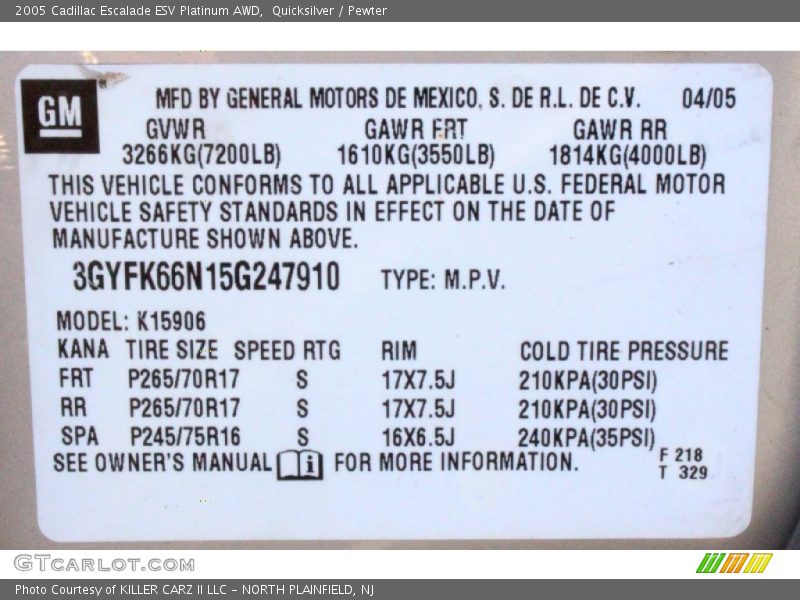 2005 Cadillac Escalade ESV Platinum AWD,  Quicksilver / Pewter
GM
®
MFD BY GENERAL MOTORS DE MEXICO, S. DE R.L. DE C.V. 04/05
GVWR GAWR FRT GAWR RR
3266KG(7200LB) 1610KG(3550LB) 1814KG(4000LB)
THIS VEHICLE CONFORMS TO ALL APPLICABLE U.S. FEDERAL MOTOR
VEHICLE SAFETY STANDARDS IN EFFECT ON THE DATE OF
MANUFACTURE SHOWN ABOVE.
3GYFK66N15G247910 TYPE: M.P.V.
MODEL: K15906
KANA TIRE SIZE SPEED RTG RIM COLD TIRE PRESSURE
FRT P265/70R17 S 17X7.5J 210KPA(30PSI)
RR P265/70R17 S 17X7.5J 210KPA(30PSI)
SPA P245/75R16 S 16X6.5J 240KPA(35PSI)
SEE OWNER'S MANUAL i FOR MORE INFORMATION.
F 218
T 329
GTCARLOT.COM
Photo Courtesy of KILLER CARZ II LLC - NORTH PLAINFIELD, NJ